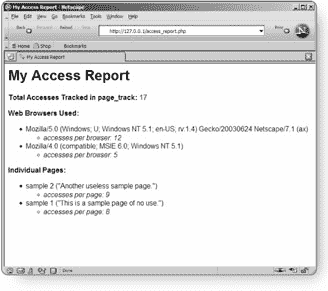 My Access Report - Netscape
File Edit View Go Bookmarks Tools Window Help
Back Reload http://127.0.0.1/access_report.php Print
Home Shop Bookmarks
My Access Report
My Access Report
Total Accesses Tracked in page_track: 17
Web Browsers Used:
• Mozilla/5.0 (Windows; U; Windows NT 5.1; en-US; rv:1.4) Gecko/20030624 Netscape/7.1 (ax)
◦ accesses per browser: 12
• Mozilla/4.0 (compatible; MSIE 6.0; Windows NT 5.1)
◦ accesses per browser: 5
Individual Pages:
• sample 2 ("Another useless sample page.")
◦ accesses per page: 9
• sample 1 ("This is a sample page of no use.")
◦ accesses per page: 8
Done